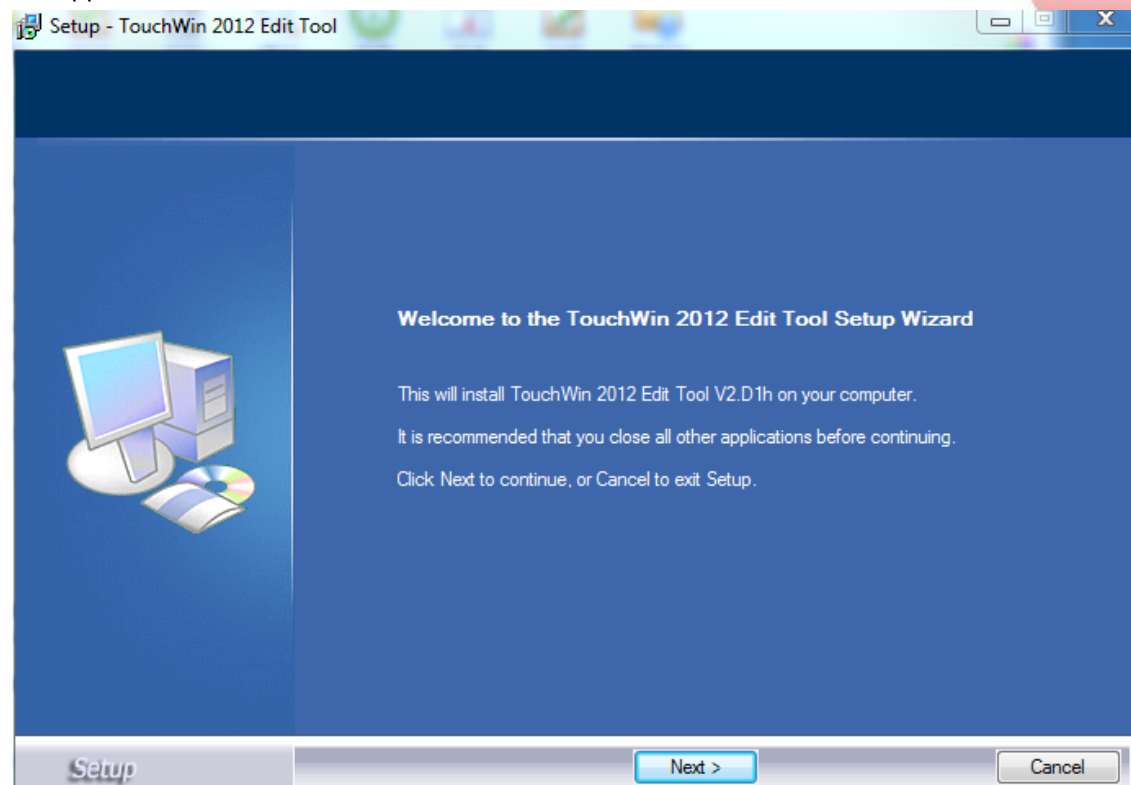 Setup - TouchWin 2012 Edit Tool
Welcome to the TouchWin 2012 Edit Tool Setup Wizard
This will install TouchWin 2012 Edit Tool V2.D1h on your computer.
It is recommended that you close all other applications before continuing.
Click Next to continue, or Cancel to exit Setup.
Setup
Next >
Cancel